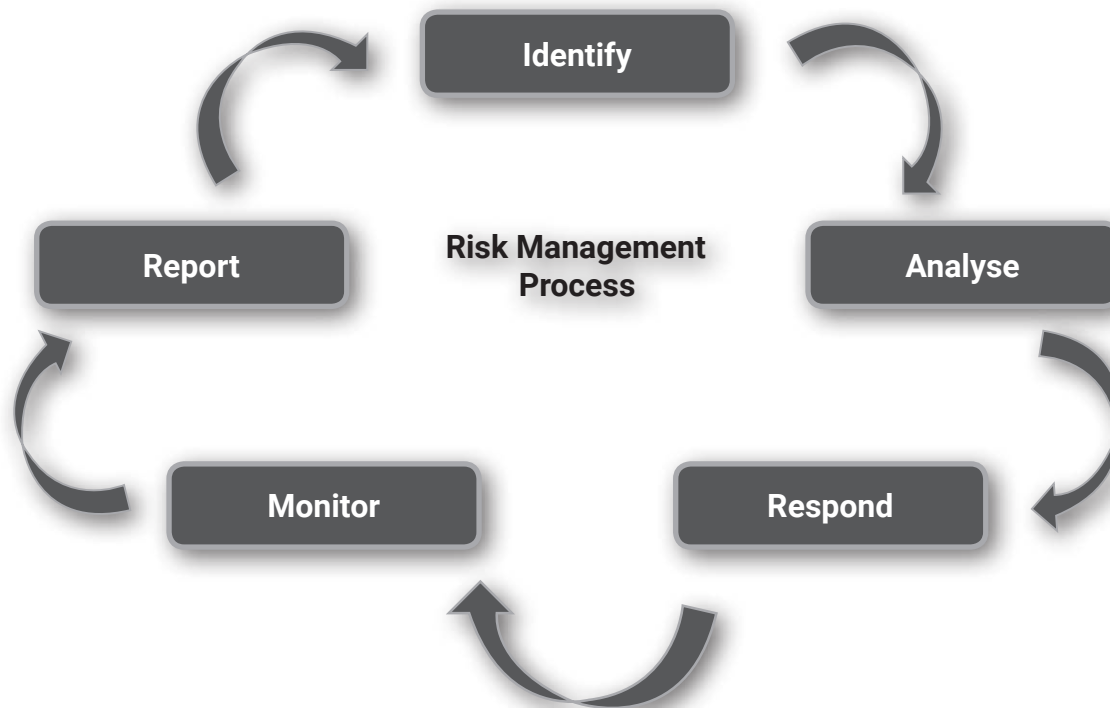 Identify
Report
Risk Management
Process
Analyse
Monitor
Respond